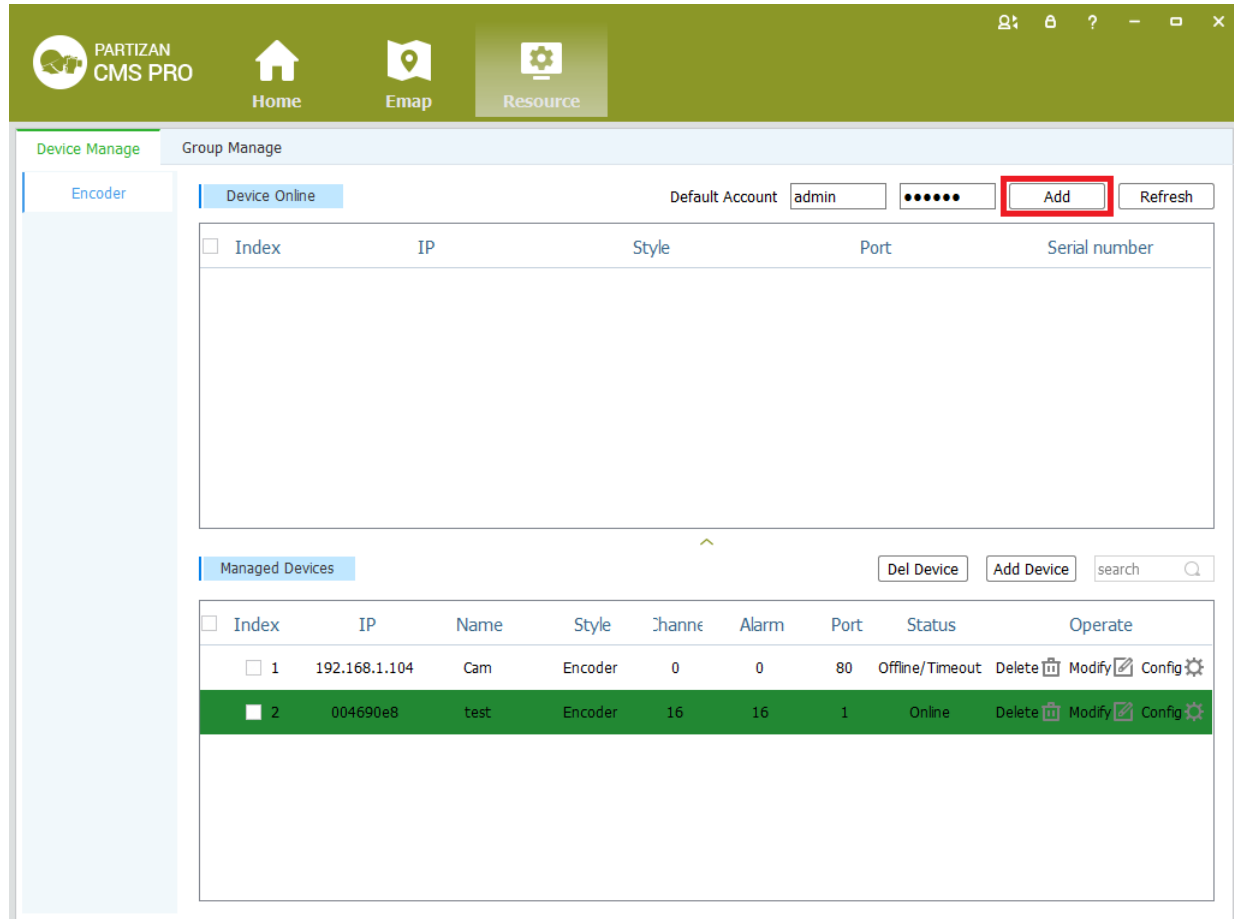 PARTIZAN
CMS PRO
Home Emap Resource
?
Device Manage Group Manage
Encoder
Device Online Default Account admin •••••• Add Refresh
Index IP Style Port Serial number
Managed Devices Del Device Add Device search
Index IP Name Style Channe Alarm Port Status Operate
1 192.168.1.104 Cam Encoder 0 0 80 Offline/Timeout Delete Modify Config
2 004690e8 test Encoder 16 16 1 Online Delete Modify Config